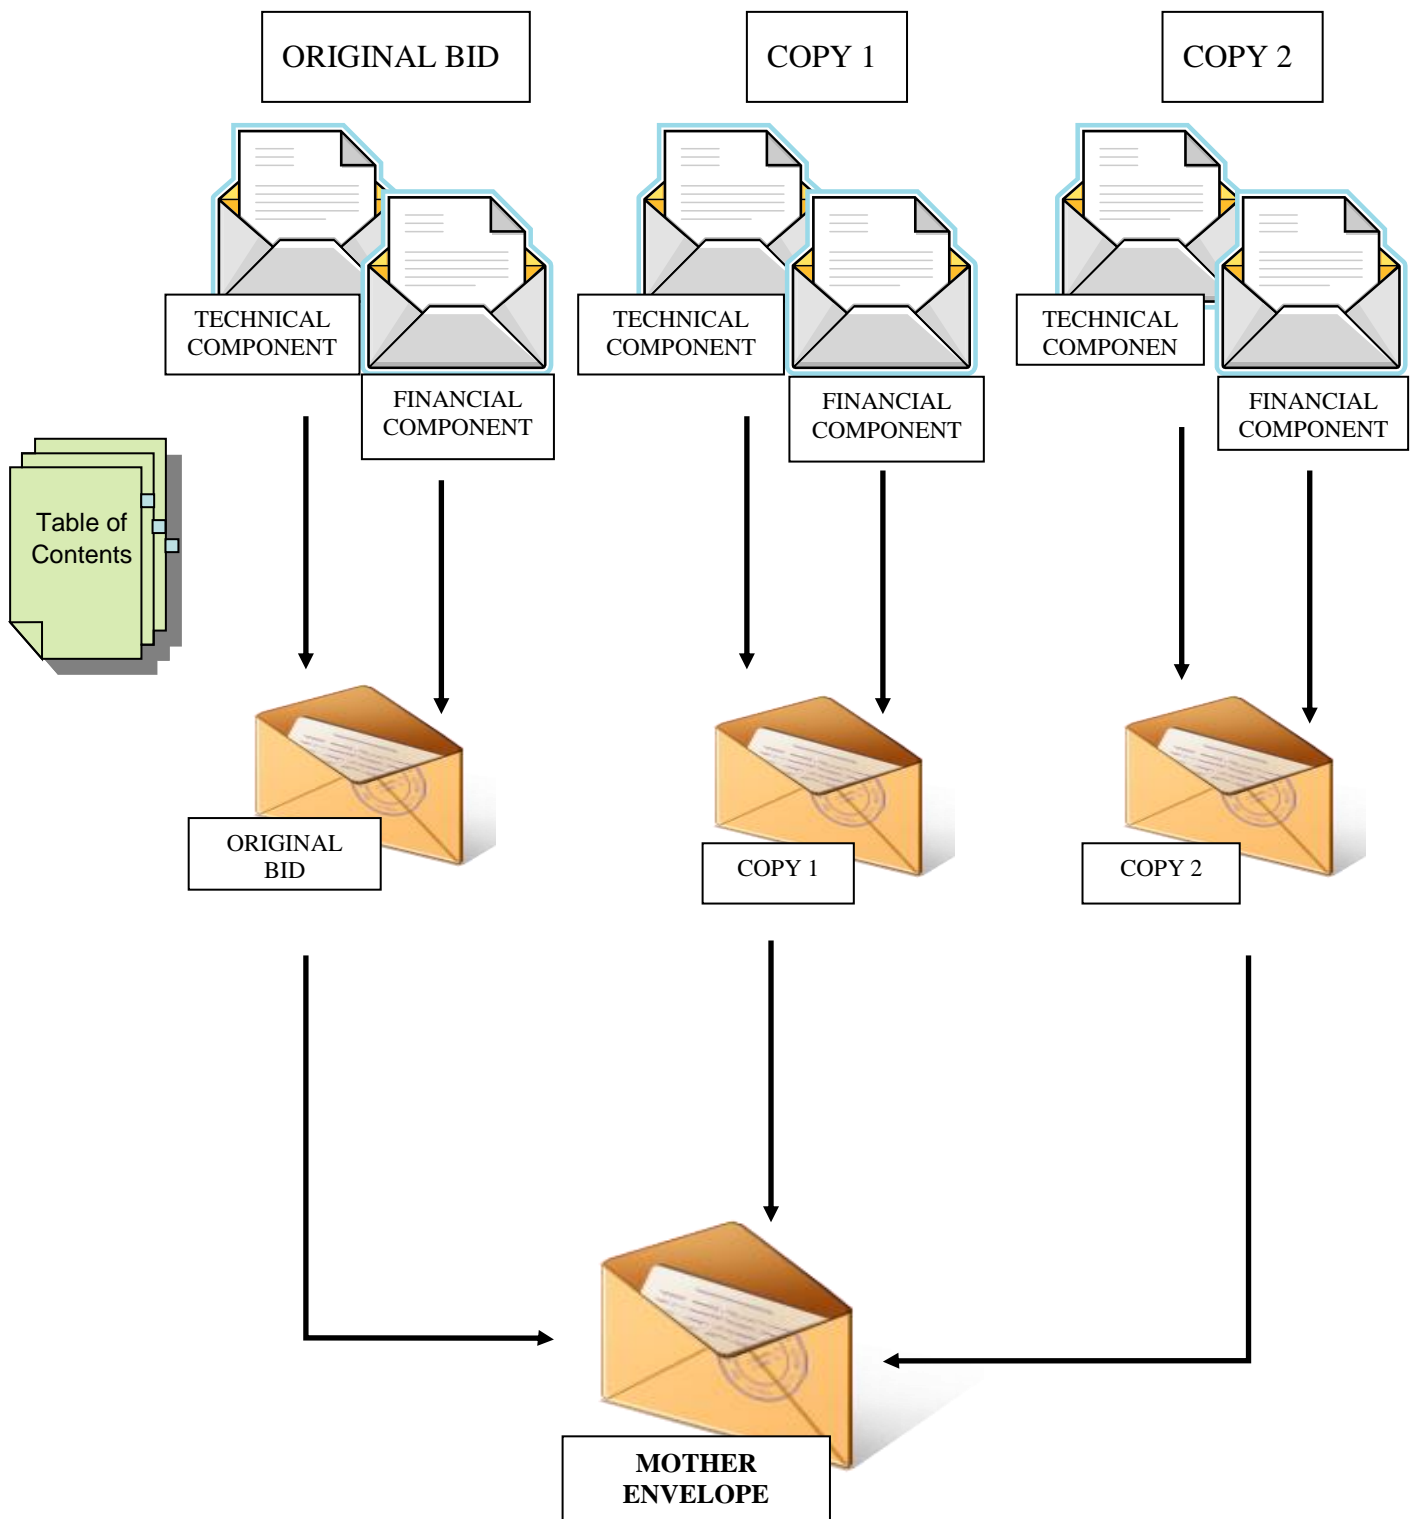 ORIGINAL BID
COPY 1
COPY 2
TECHNICAL
COMPONENT
FINANCIAL
COMPONENT
TECHNICAL
COMPONENT
FINANCIAL
COMPONENT
TECHNICAL
COMPONEN
FINANCIAL
COMPONENT
Table of
Contents
ORIGINAL
BID
COPY 1
COPY 2
MOTHER
ENVELOPE